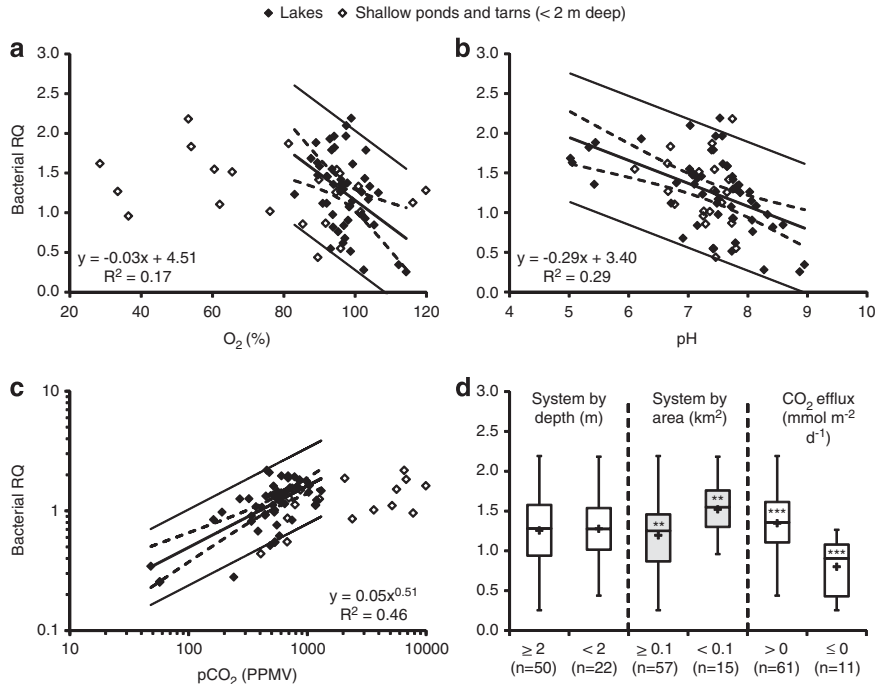 Lakes Shallow ponds and tarns (< 2 m deep)
a
3.0
2.5
2.0
1.5
1.0
0.5
0.0
Bacterial RQ
y = -0.03x + 4.51
R² = 0.17
20 40 60 80 100 120
O₂ (%)
b
3.0
2.5
2.0
1.5
1.0
0.5
0.0
y = -0.29x + 3.40
R² = 0.29
4 5 6 7 8 9 10
pH
c
10
1
0.1
Bacterial RQ
y = 0.05x^0.51
R² = 0.46
10 100 1000 10000
pCO₂ (PPMV)
d
3.0
2.5
2.0
1.5
1.0
0.5
0.0
System by
depth (m)
System by
area (km²)
CO₂ efflux
(mmol m⁻²
d⁻¹)
** ** *** ***
≥ 2 < 2 ≥ 0.1 < 0.1 > 0 ≤ 0
(n=50) (n=22) (n=57) (n=15) (n=61) (n=11)